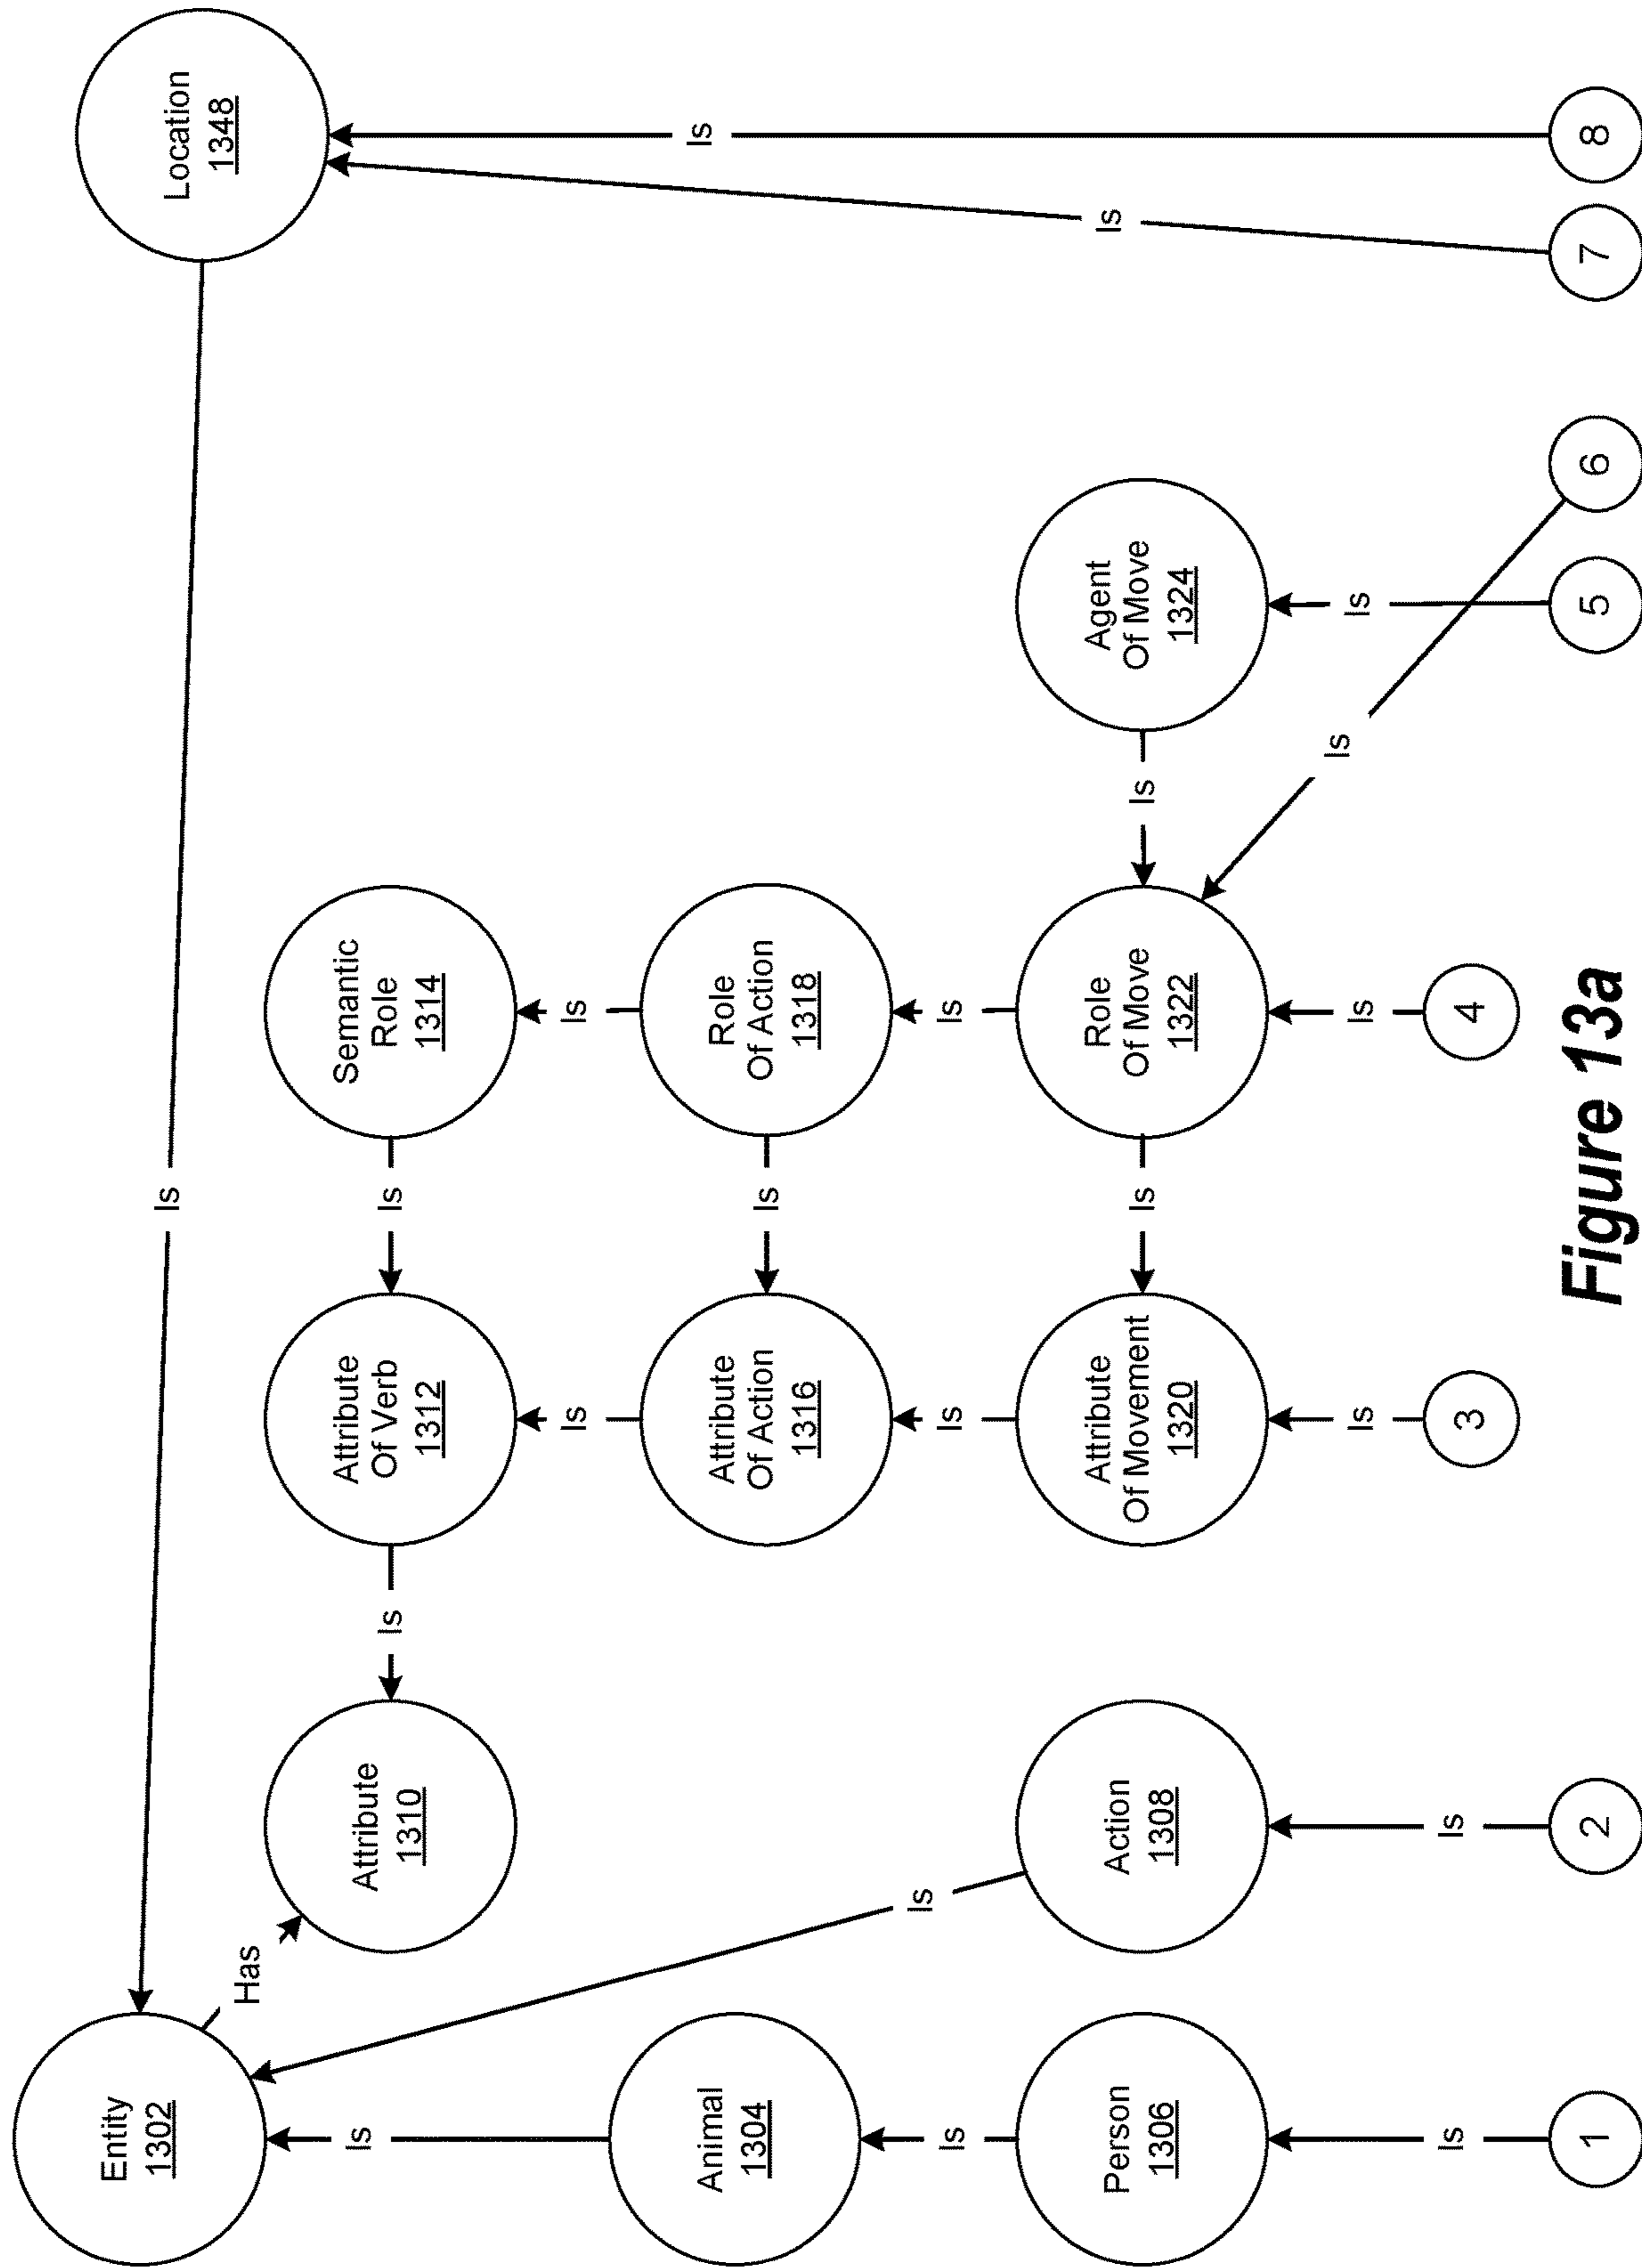 Entity
1302
Is
Location
1348
Has
Attribute
1310
Is
Attribute
Of Verb
1312
Is
Semantic
Role
1314
Is
Is
Is
Is
Animal
1304
Is
Attribute
Of Action
1316
Is
Role
Of Action
1318
Is
Is
Is
Is
Person
1306
Action
1308
Attribute
Of Movement
1320
Is
Role
Of Move
1322
Is
Agent
Of Move
1324
Is
Is
Is
Is
Is
Is
Is
Is
1
2
3
4
5
6
7
8
Figure 13a